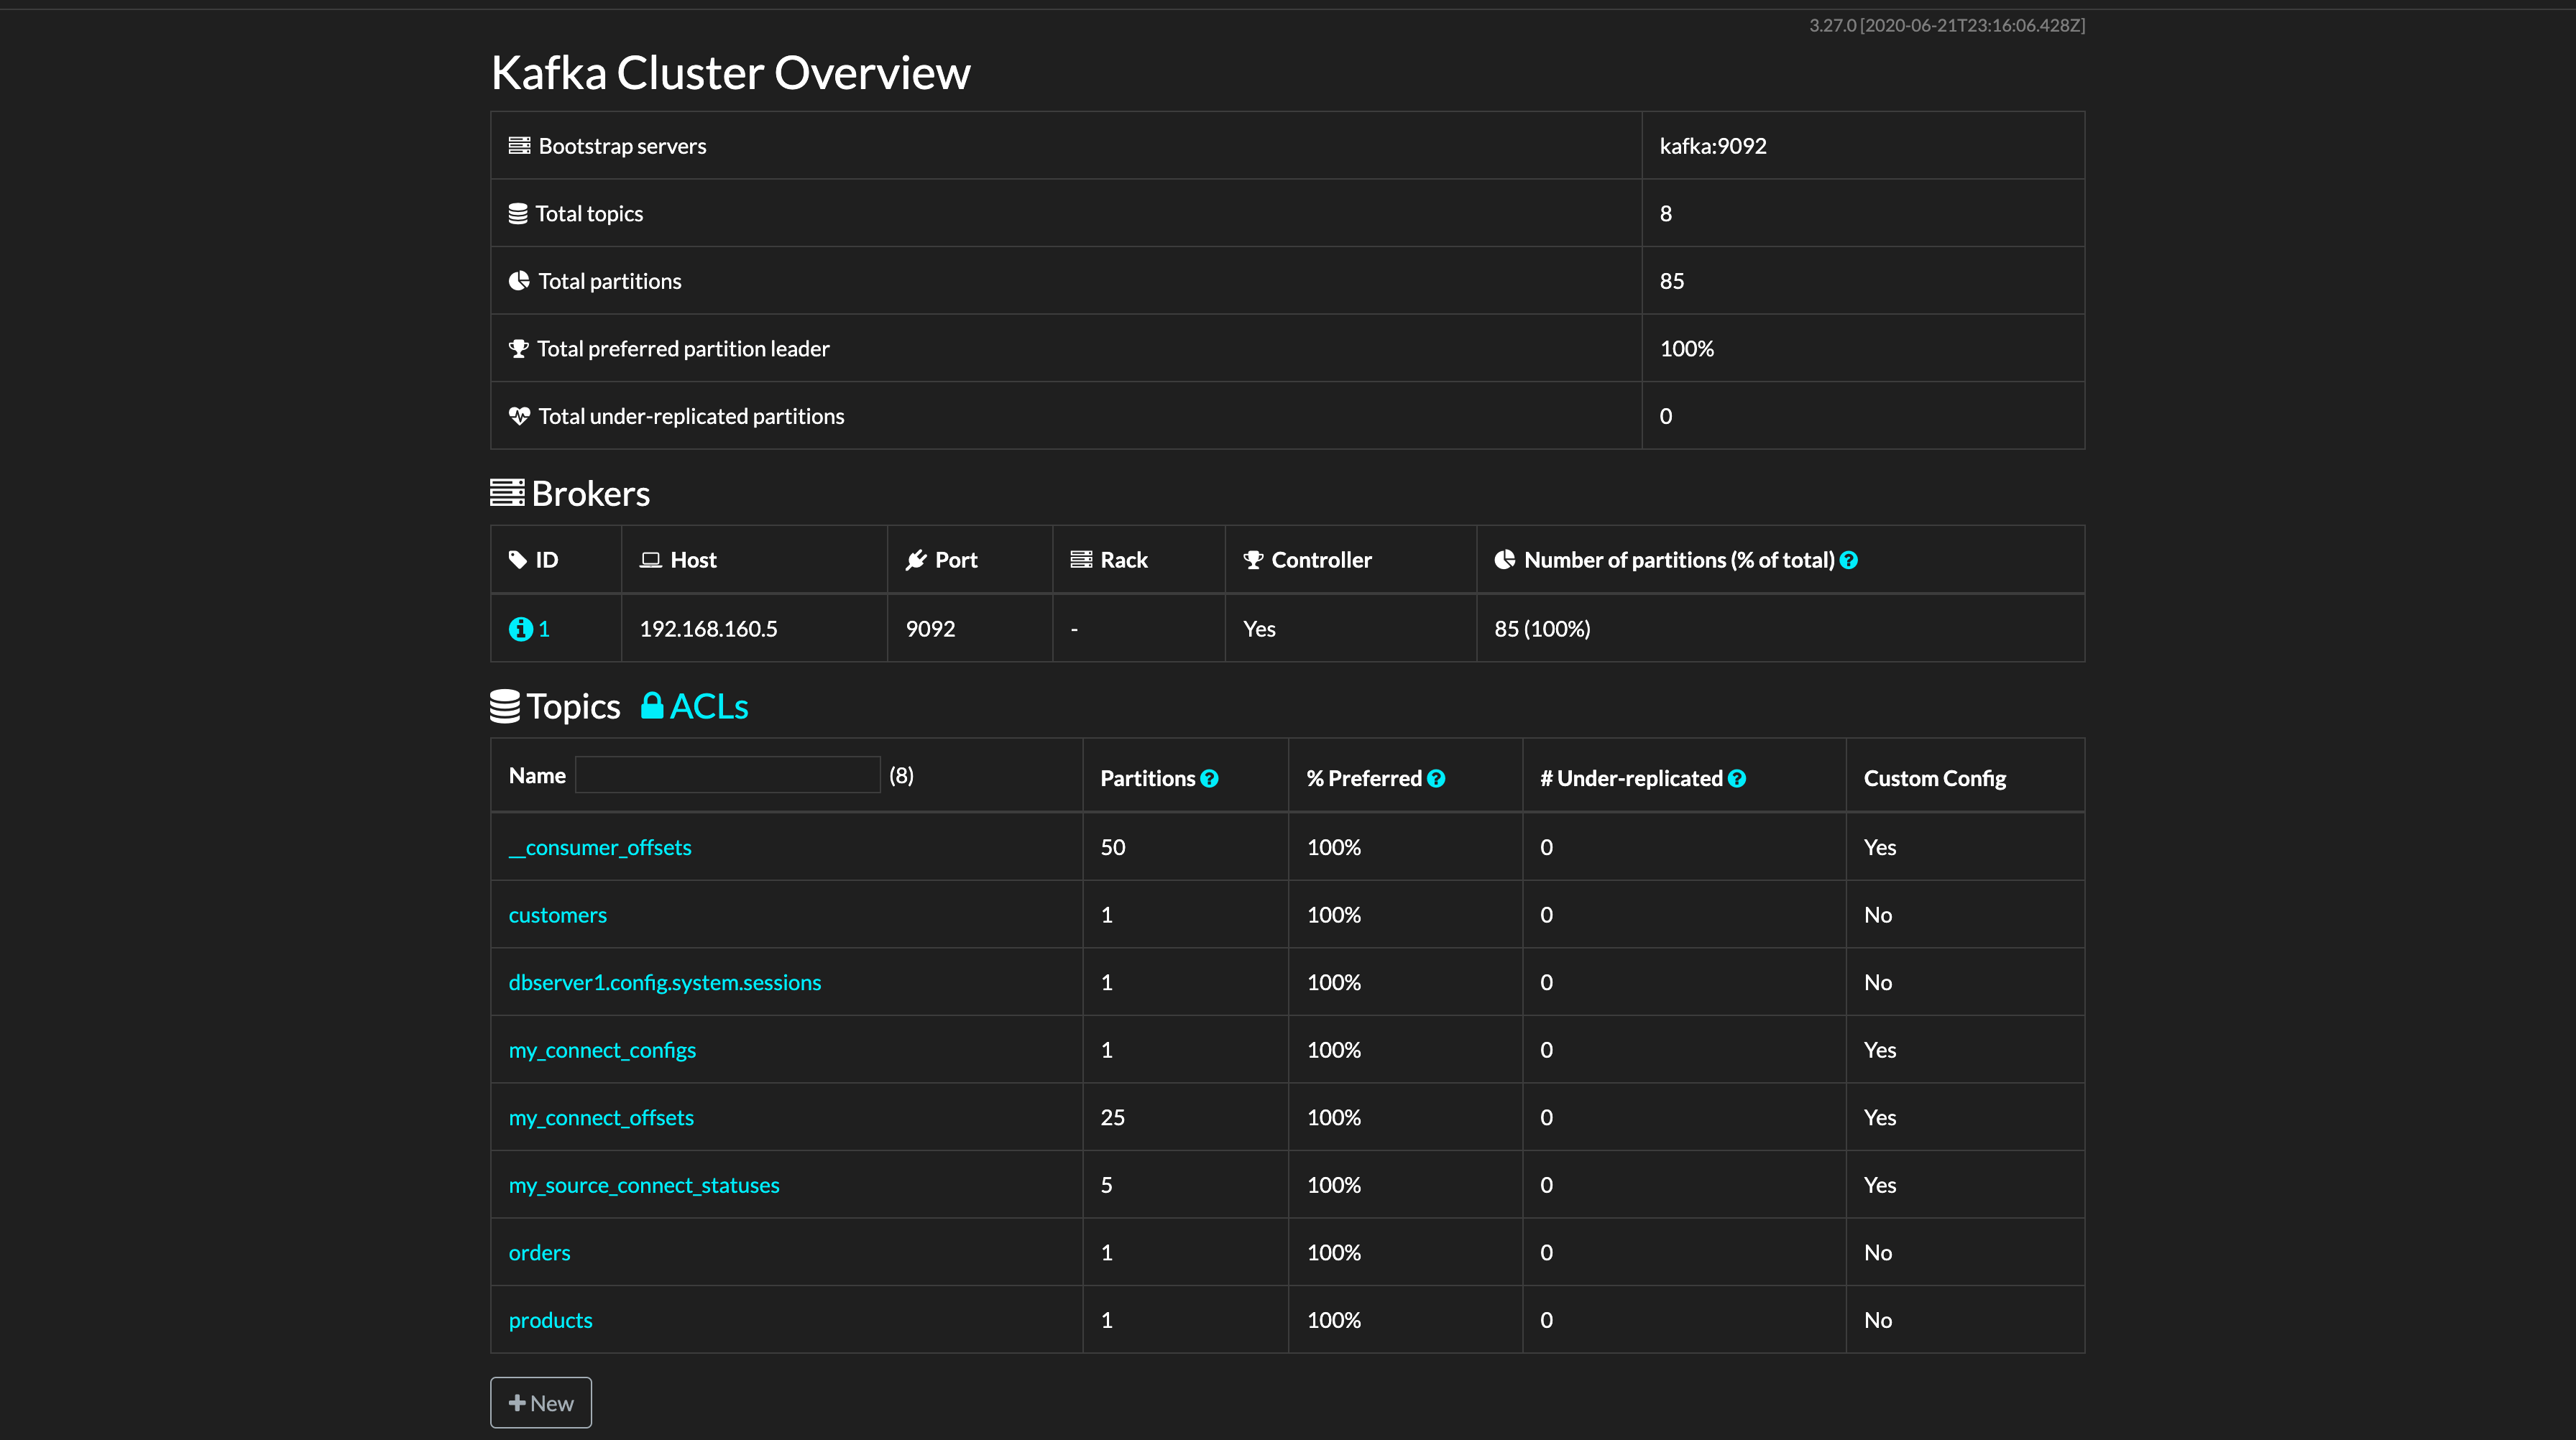 3.27.0 [2020-06-21T23:16:06.428Z]
Kafka Cluster Overview
Bootstrap servers kafka:9092
Total topics 8
Total partitions 85
Total preferred partition leader 100%
Total under-replicated partitions 0
Brokers
ID Host Port Rack Controller Number of partitions (% of total)
1 192.168.160.5 9092 - Yes 85 (100%)
Topics ACLs
Name (8) Partitions % Preferred # Under-replicated Custom Config
__consumer_offsets 50 100% 0 Yes
customers 1 100% 0 No
dbserver1.config.system.sessions 1 100% 0 No
my_connect_configs 1 100% 0 Yes
my_connect_offsets 25 100% 0 Yes
my_source_connect_statuses 5 100% 0 Yes
orders 1 100% 0 No
products 1 100% 0 No
New